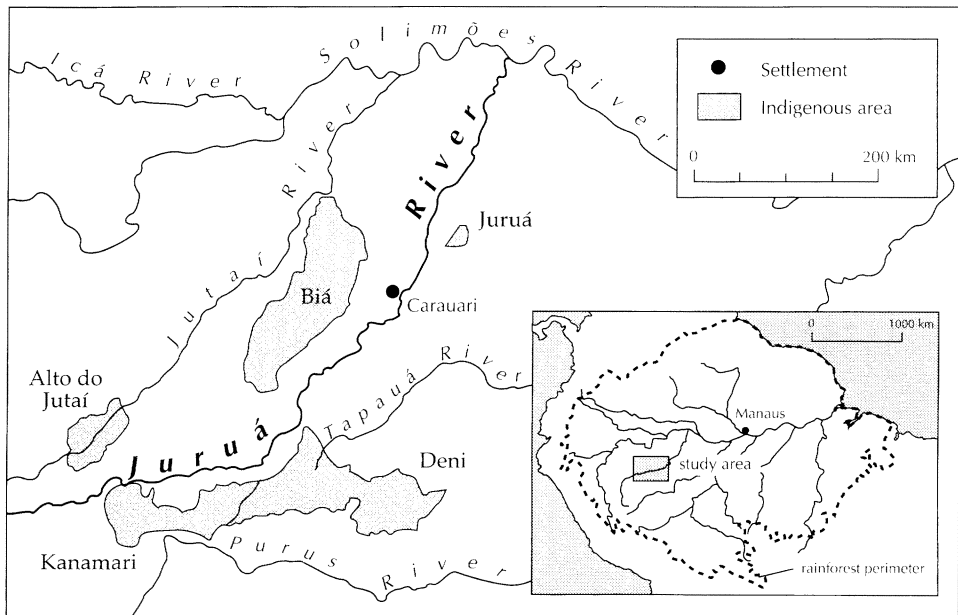 Icá River
Solimões River
Settlement
Indigenous area
0 200 km
Jutaí River
Juruá River
Juruá
Biá
Carauari
Alto do
Jutaí
Tapauá River
Deni
Kanamari
Purus River
0 1000 km
Manaus
study area
rainforest perimeter